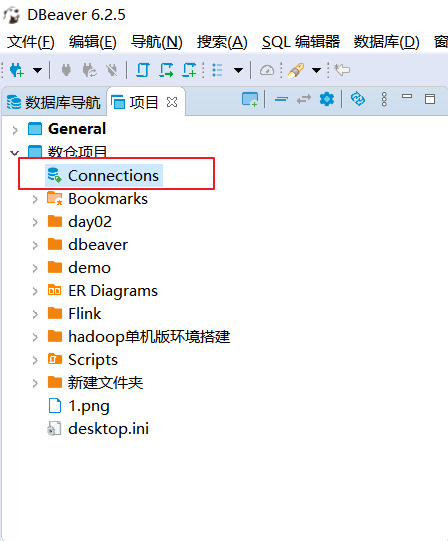 DBeaver 6.2.5
文件(F) 编辑(E) 导航(N) 搜索(A) SQL 编辑器 数据库(D) 窗
数据库导航 项目
General
数仓项目
Connections
Bookmarks
day02
dbeaver
demo
ER Diagrams
Flink
hadoop单机版环境搭建
Scripts
新建文件夹
1.png
desktop.ini